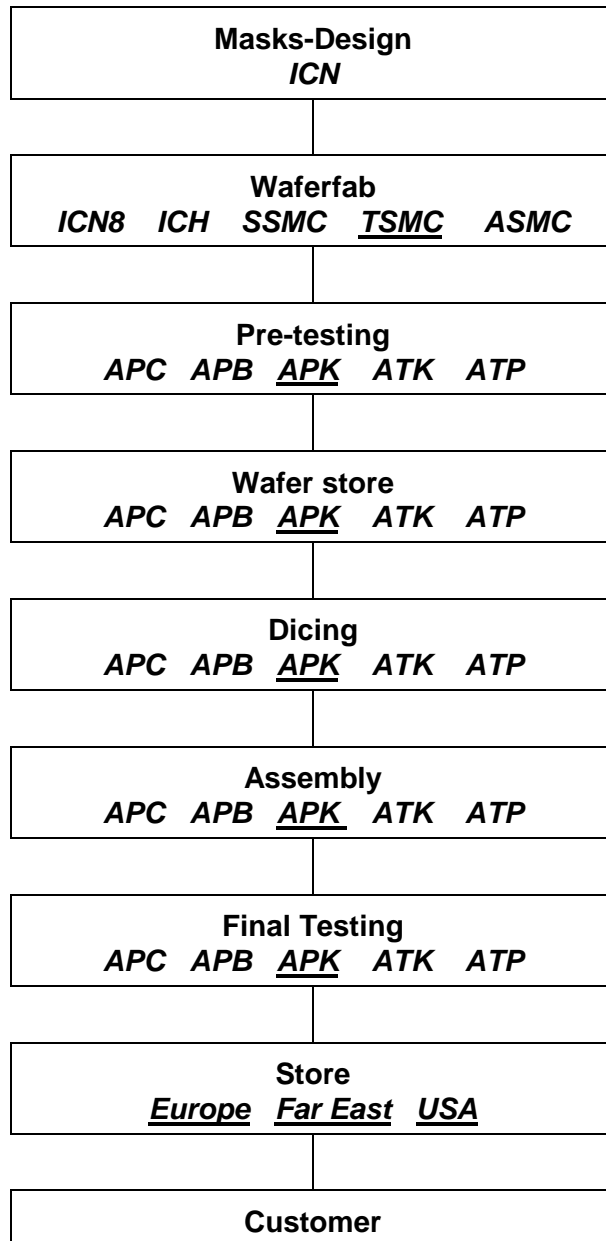 Masks-Design
ICN
Waferfab
ICN8 ICH SSMC TSMC ASMC
Pre-testing
APC APB APK ATK ATP
Wafer store
APC APB APK ATK ATP
Dicing
APC APB APK ATK ATP
Assembly
APC APB APK ATK ATP
Final Testing
APC APB APK ATK ATP
Store
Europe Far East USA
Customer